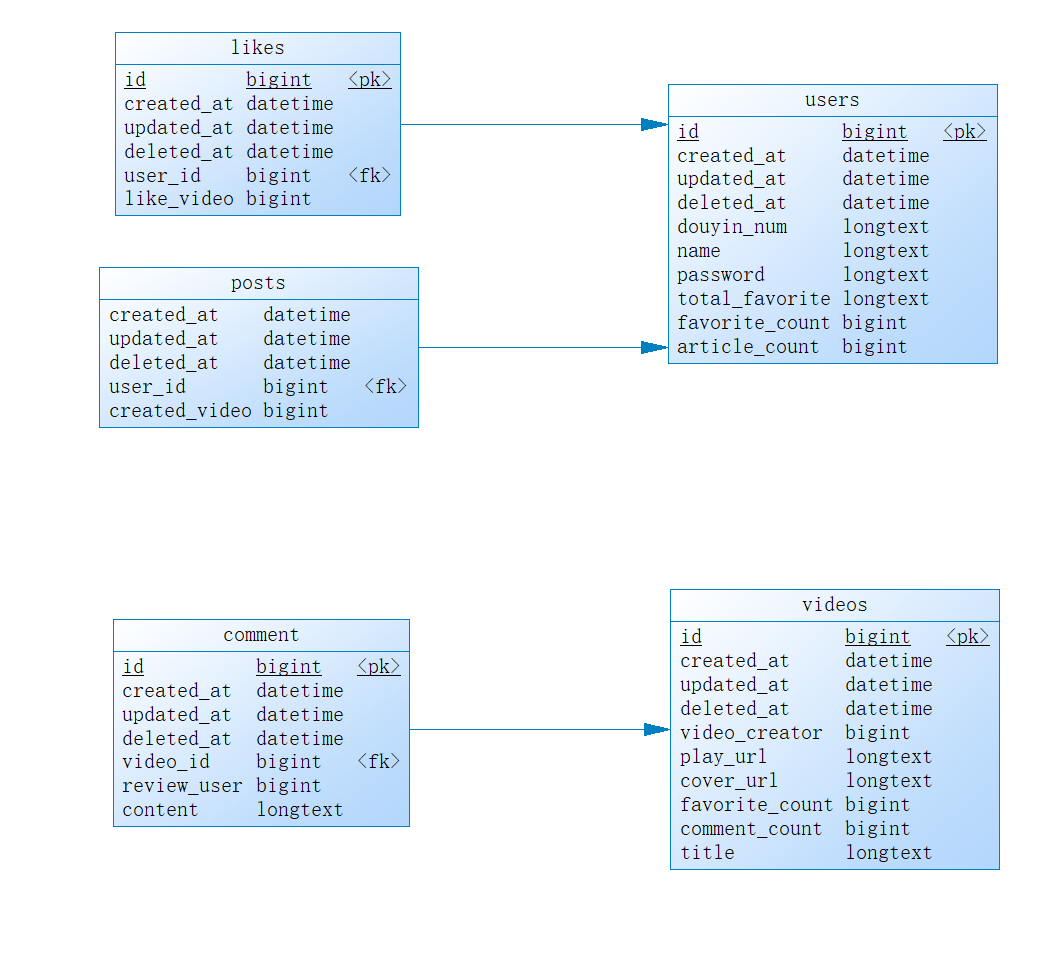 likes
id bigint <pk>
created_at datetime
updated_at datetime
deleted_at datetime
user_id bigint <fk>
like_video bigint
users
id bigint <pk>
created_at datetime
updated_at datetime
deleted_at datetime
douyin_num longtext
name longtext
password longtext
total_favorite longtext
favorite_count bigint
article_count bigint
posts
created_at datetime
updated_at datetime
deleted_at datetime
user_id bigint <fk>
created_video bigint
comment
id bigint <pk>
created_at datetime
updated_at datetime
deleted_at datetime
video_id bigint <fk>
review_user bigint
content longtext
videos
id bigint <pk>
created_at datetime
updated_at datetime
deleted_at datetime
video_creator bigint
play_url longtext
cover_url longtext
favorite_count bigint
comment_count bigint
title longtext